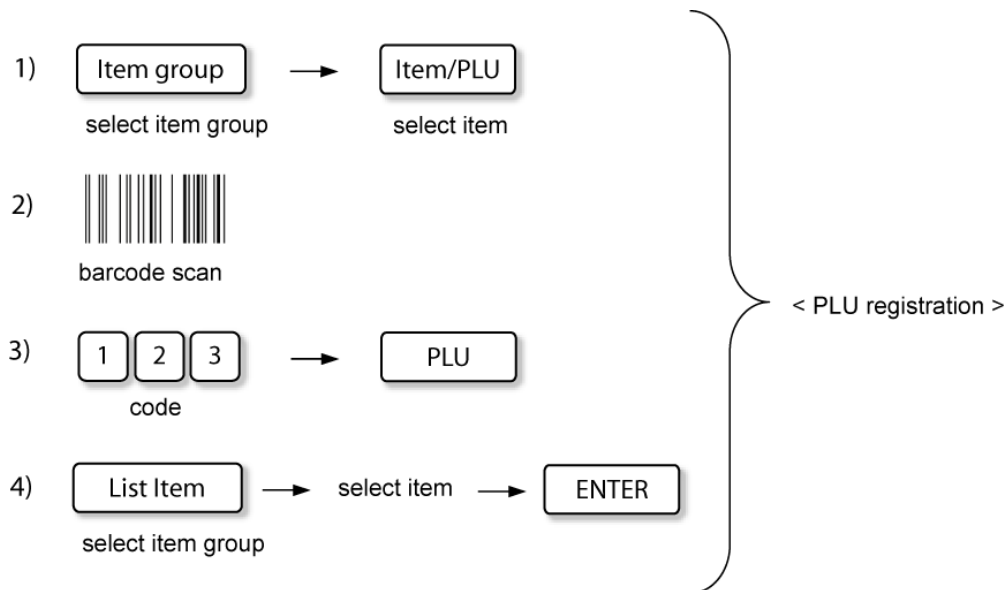 1) Item group Item/PLU
select item group select item
2)
barcode scan
< PLU registration >
3) 1 2 3 PLU
code
4) List Item select item ENTER
select item group